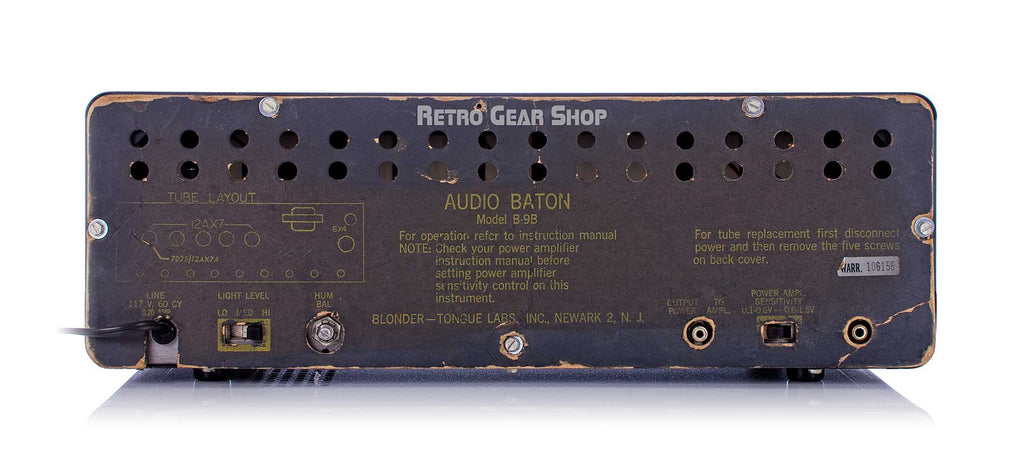 RETRO GEAR SHOP
TUBE LAYOUT
12AX7
7025/12AX7A
6X4
AUDIO BATON
Model B-9B
For operation refer to instruction manual
NOTE: Check your power amplifier
instruction manual before
setting power amplifier
sensitivity control on this
instrument.
For tube replacement first disconnect
power and then remove the five screws
on back cover.
WARR. 106156
LINE
117 V. 60 CY
0.20 AMP
LIGHT LEVEL
LO MED HI
HUM
BAL
BLONDER-TONGUE LABS, INC., NEWARK 2, N. J.
OUTPUT TO
POWER AMPL.
POWER AMPL.
SENSITIVITY
0.6-1.5V